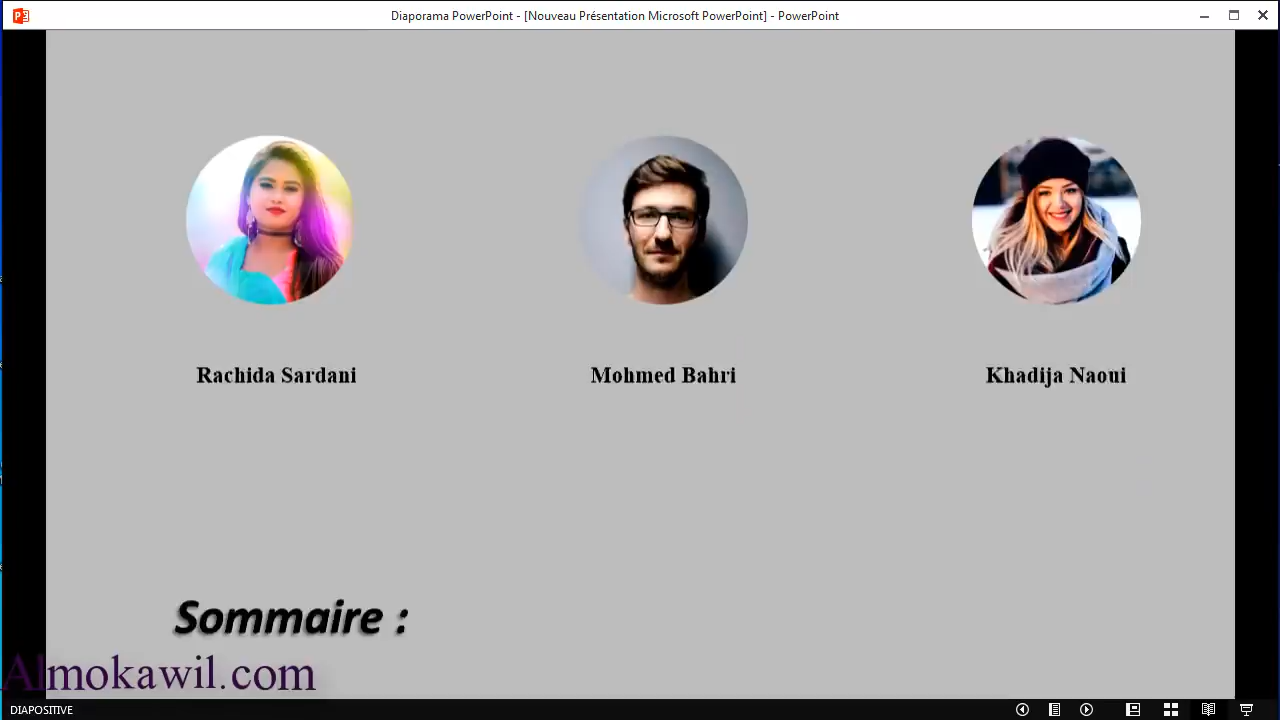 Diaporama PowerPoint - [Nouveau Présentation Microsoft PowerPoint] - PowerPoint
Rachida Sardani
Mohmed Bahri
Khadija Naoui
Sommaire :
Almokawil.com
DIAPOSITIVE